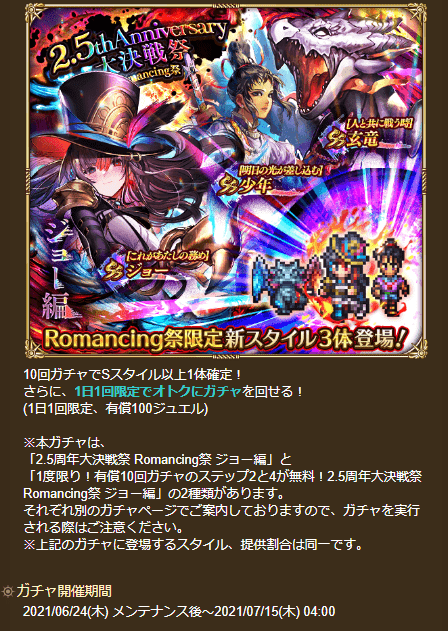 2.5thAnniversary
大決戦祭
Romancing祭
[人と共に戦う時]
SS 玄竜
[明日の光が差し込む]
SS 少年
ジョー編
[これがあたしの務め]
SS ジョー
Romancing祭限定新スタイル3体登場!
10回ガチャでSスタイル以上1体確定！
さらに、1日1回限定でオトクにガチャを回せる！
(1日1回限定、有償100ジュエル)
※本ガチャは、
「2.5周年大決戦祭 Romancing祭 ジョー編」と
「1度限り！有償10回ガチャのステップ2と4が無料！2.5周年大決戦祭
Romancing祭 ジョー編」の2種類があります。
それぞれ別のガチャページでご案内しておりますので、ガチャを実行
される際はご注意ください。
※上記のガチャに登場するスタイル、提供割合は同一です。
ガチャ開催期間
2021/06/24(木) メンテナンス後～2021/07/15(木) 04:00